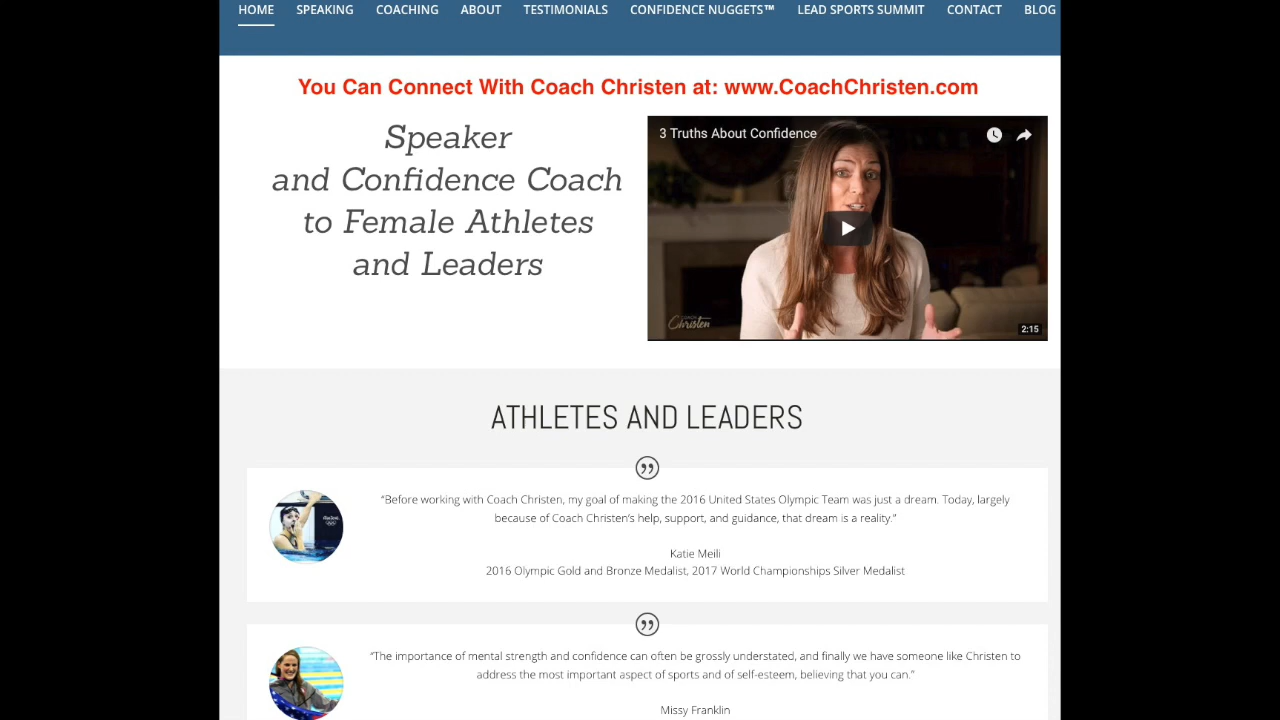 HOME SPEAKING COACHING ABOUT TESTIMONIALS CONFIDENCE NUGGETS™ LEAD SPORTS SUMMIT CONTACT BLOG
You Can Connect With Coach Christen at: www.CoachChristen.com
Speaker
and Confidence Coach
to Female Athletes
and Leaders
3 Truths About Confidence
COACH
Christen
2:15
ATHLETES AND LEADERS
“Before working with Coach Christen, my goal of making the 2016 United States Olympic Team was just a dream. Today, largely
because of Coach Christen’s help, support, and guidance, that dream is a reality.”
Katie Meili
2016 Olympic Gold and Bronze Medalist, 2017 World Championships Silver Medalist
“The importance of mental strength and confidence can often be grossly understated, and finally we have someone like Christen to
address the most important aspect of sports and of self-esteem, believing that you can.”
Missy Franklin